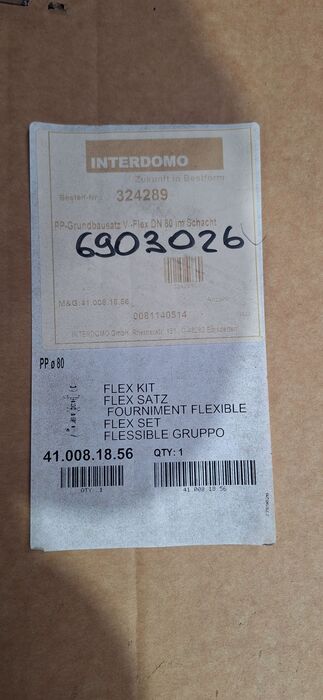 INTERDOMO
Zukunft in Bestform
Bestell-Nr.: 324289
PP-Grundbausatz V-Flex DN 80 im Schacht
6903026
M&G: 41.008.18.56
Anzahl:
0081140514
INTERDOMO GmbH,
PP ø 80
FLEX KIT
FLEX SATZ
FOURNIMENT FLEXIBLE
FLEX SET
FLESSIBLE GRUPPO
41.008.18.56 QTY: 1
QTY: 1
41 008 18 56